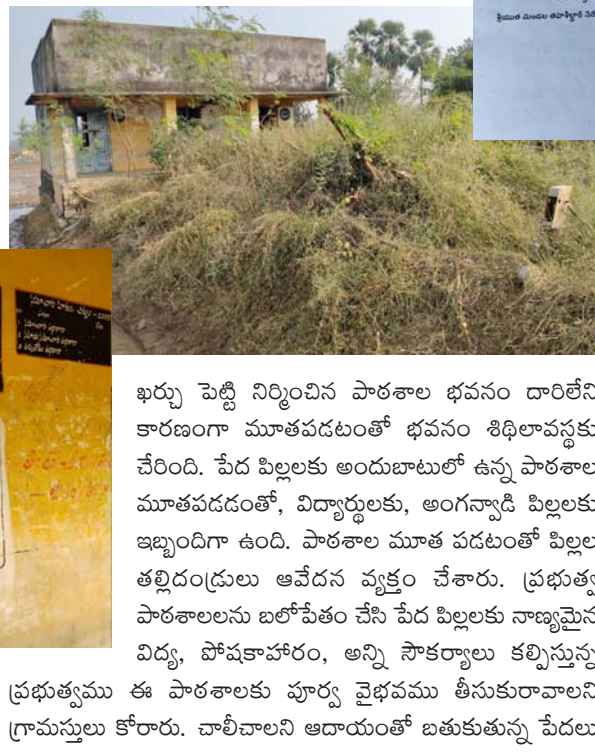 శ్రీయుత మండల తహశీల్దార్
ఖర్చు పెట్టి నిర్మించిన పాఠశాల భవనం దారిలేని
కారణంగా మూతపడటంతో భవనం శిథిలావస్థకు
చేరింది. పేద పిల్లలకు అందుబాటులో ఉన్న పాఠశాల
మూతపడడంతో, విద్యార్థులకు, అంగన్వాడి పిల్లలకు
ఇబ్బందిగా ఉంది. పాఠశాల మూత పడటంతో పిల్లల
తల్లిదండ్రులు ఆవేదన వ్యక్తం చేశారు. ప్రభుత్వ
పాఠశాలలను బలోపేతం చేసి పేద పిల్లలకు నాణ్యమైన
విద్య, పోషకాహారం, అన్ని సౌకర్యాలు కల్పిస్తున్న
ప్రభుత్వము ఈ పాఠశాలకు పూర్వ వైభవము తీసుకురావాలని
గ్రామస్తులు కోరారు. చాలీచాలని ఆదాయంతో బతుకుతున్న పేదలు